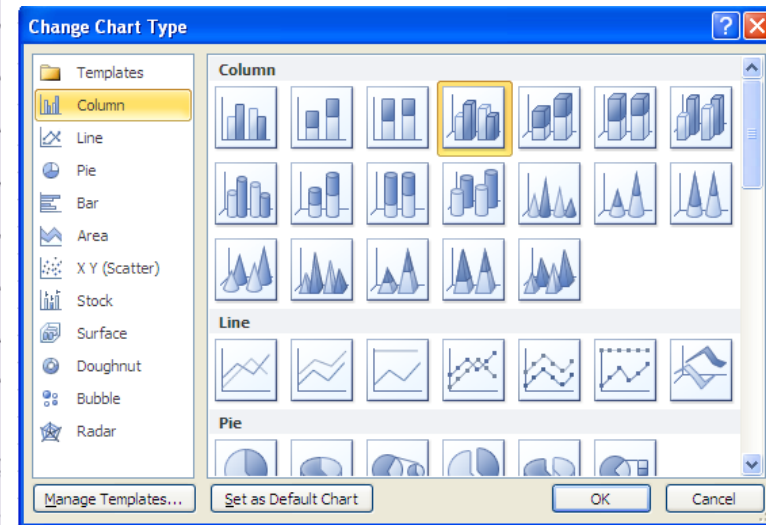 Change Chart Type
Templates
Column
Line
Pie
Bar
Area
X Y (Scatter)
Stock
Surface
Doughnut
Bubble
Radar
Column
Line
Pie
Manage Templates...
Set as Default Chart
OK
Cancel